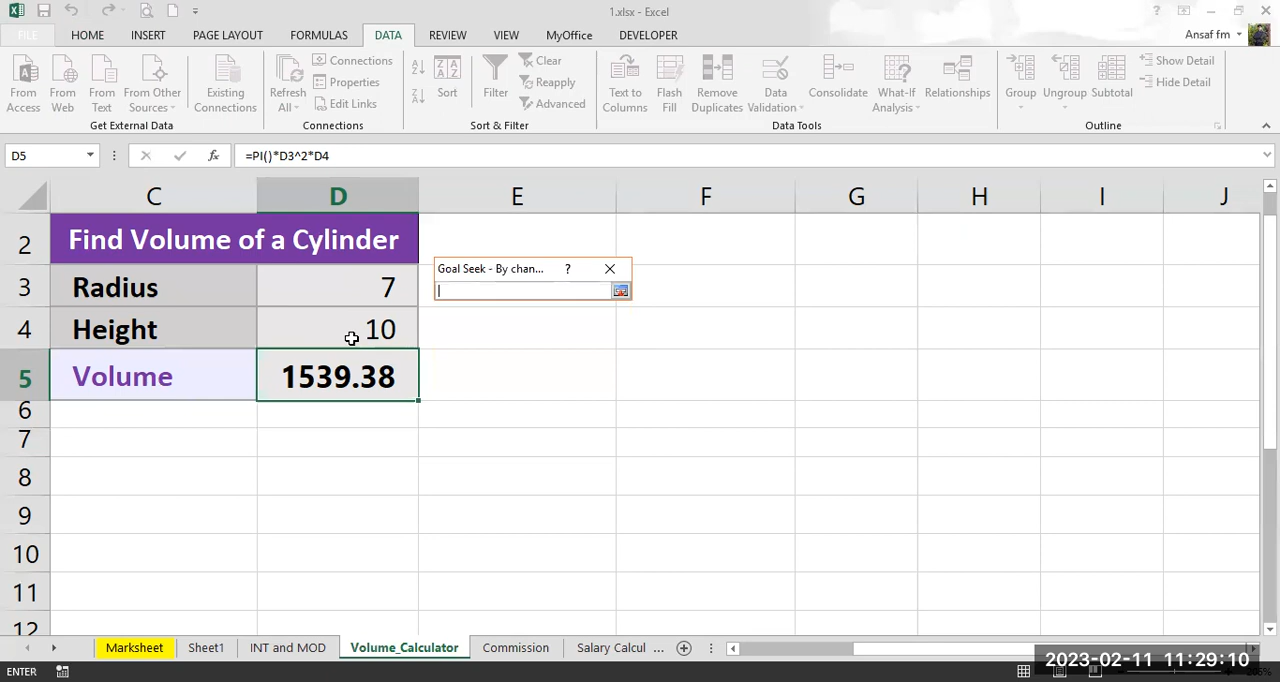 1.xlsx - Excel
FILE HOME INSERT PAGE LAYOUT FORMULAS DATA REVIEW VIEW MyOffice DEVELOPER Ansaf fm
From Access
From Web
From Text
From Other Sources
Existing Connections
Get External Data
Refresh All
Connections
Properties
Edit Links
Connections
Sort
Filter
Clear
Reapply
Advanced
Sort & Filter
Text to Columns
Flash Fill
Remove Duplicates
Data Validation
Consolidate
What-If Analysis
Relationships
Data Tools
Group
Ungroup
Subtotal
Show Detail
Hide Detail
Outline
D5 fx =PI()*D3^2*D4
C D E F G H I J
2 Find Volume of a Cylinder
Goal Seek - By chan... ?
3 Radius 7
4 Height 10
5 Volume 1539.38
6
7
8
9
10
11
12
Marksheet Sheet1 INT and MOD Volume_Calculator Commission Salary Calcul ...
ENTER
2023-02-11 11:29:10